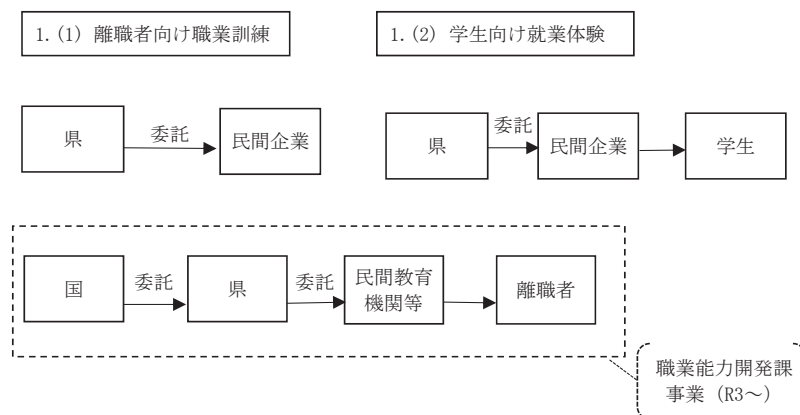 1.(1) 離職者向け職業訓練
1.(2) 学生向け就業体験
県
委託
民間企業
県
委託
民間企業
学生
国
委託
県
委託
民間教育
機関等
離職者
職業能力開発課
事業（R3～）